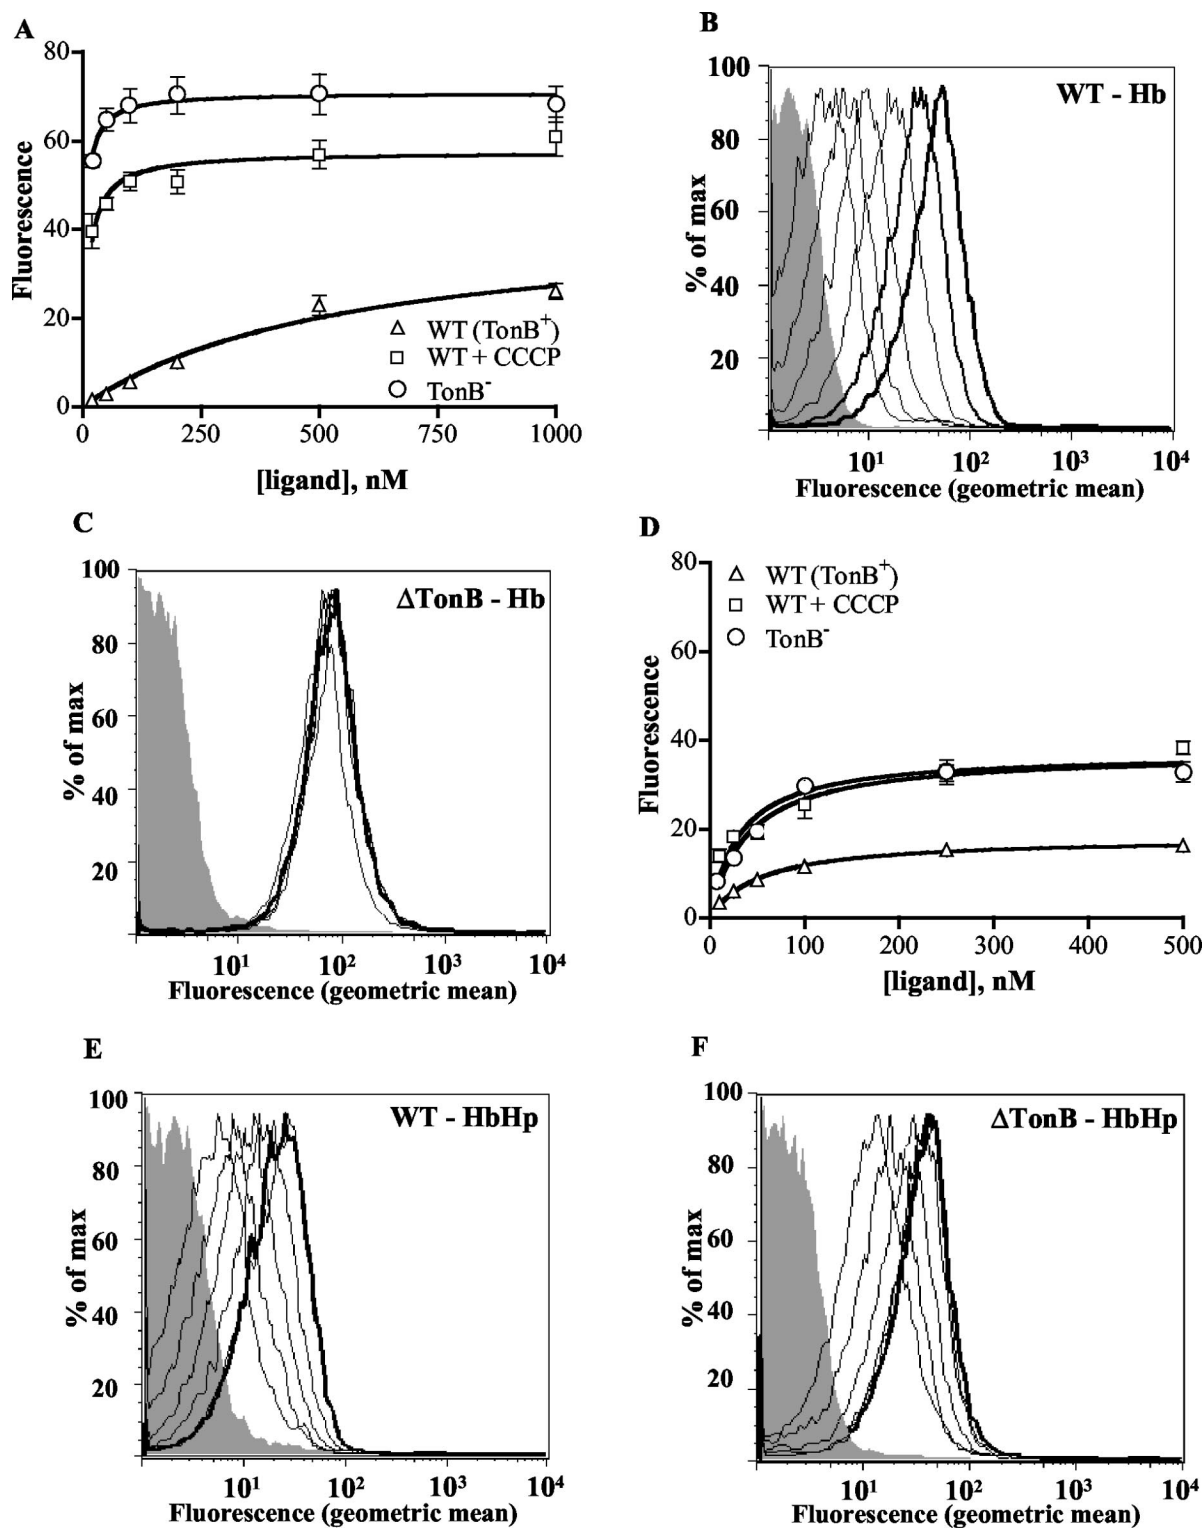 A
80
60
40
20
0
Fluorescence
WT (TonB+)
WT + CCCP
TonB-
0 250 500 750 1000
[ligand], nM
B
WT - Hb
100
80
60
40
20
% of max
10¹ 10² 10³ 10⁴
Fluorescence (geometric mean)
C
ΔTonB - Hb
100
80
60
40
20
% of max
10¹ 10² 10³ 10⁴
Fluorescence (geometric mean)
D
80
60
40
20
0
Fluorescence
WT (TonB+)
WT + CCCP
TonB-
0 100 200 300 400 500
[ligand], nM
E
WT - HbHp
100
80
60
40
20
% of max
10¹ 10² 10³ 10⁴
Fluorescence (geometric mean)
F
ΔTonB - HbHp
100
80
60
40
20
% of max
10¹ 10² 10³ 10⁴
Fluorescence (geometric mean)